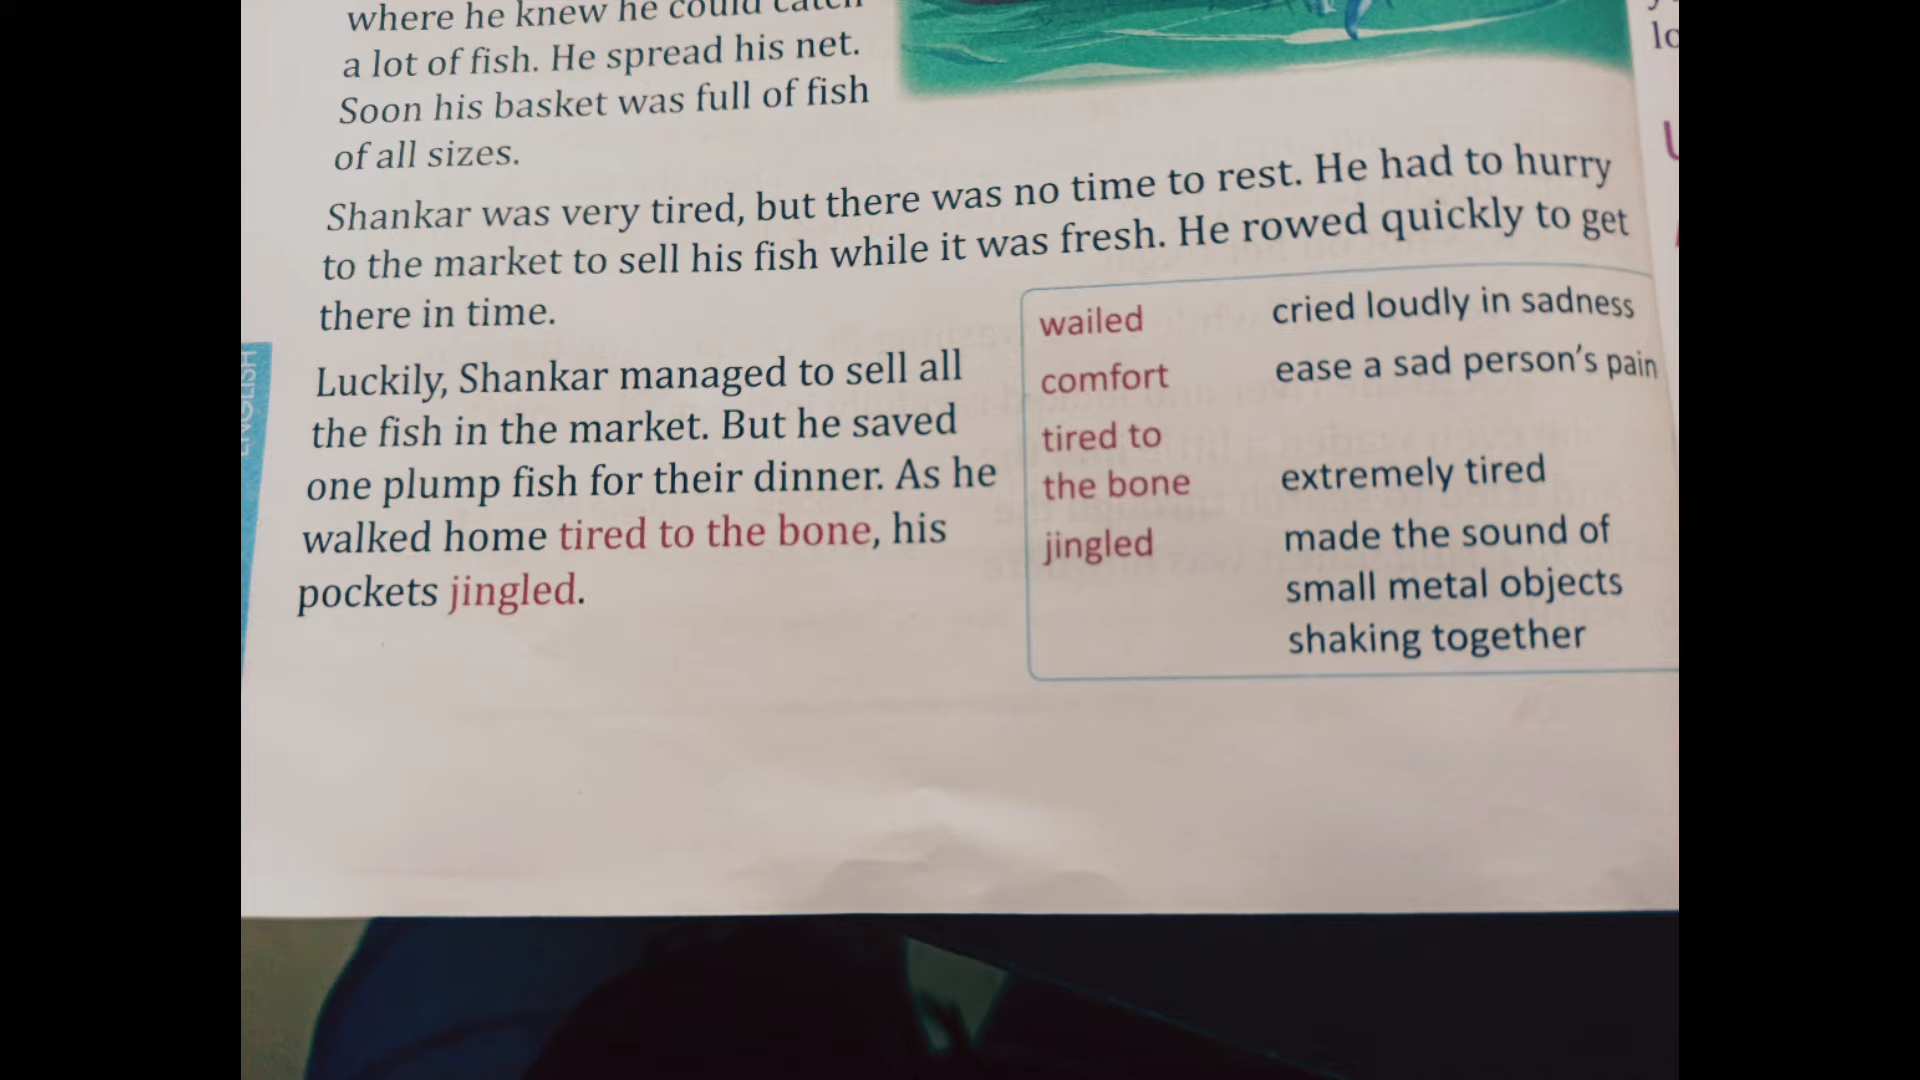 where he knew he could catch
a lot of fish. He spread his net.
Soon his basket was full of fish
of all sizes.
Shankar was very tired, but there was no time to rest. He had to hurry
to the market to sell his fish while it was fresh. He rowed quickly to get
there in time.
Luckily, Shankar managed to sell all
the fish in the market. But he saved
one plump fish for their dinner. As he
walked home tired to the bone, his
pockets jingled.
wailed cried loudly in sadness
comfort ease a sad person's pain
tired to
the bone extremely tired
jingled made the sound of
small metal objects
shaking together
ENGLISH